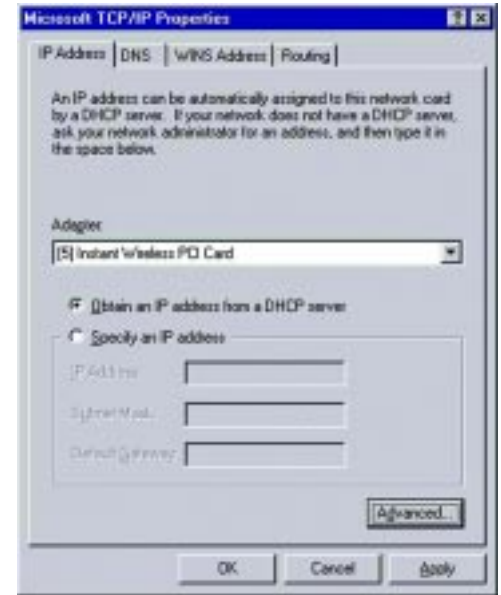 Microsoft TCP/IP Properties
IP Address
DNS
WINS Address
Routing
An IP address can be automatically assigned to this network card
by a DHCP server. If your network does not have a DHCP server,
ask your network administrator for an address, and then type it in
the space below.
Adapter:
[5] Instant Wireless PCI Card
Obtain an IP address from a DHCP server
Specify an IP address
IP Address:
Subnet Mask:
Default Gateway:
Advanced...
OK
Cancel
Apply